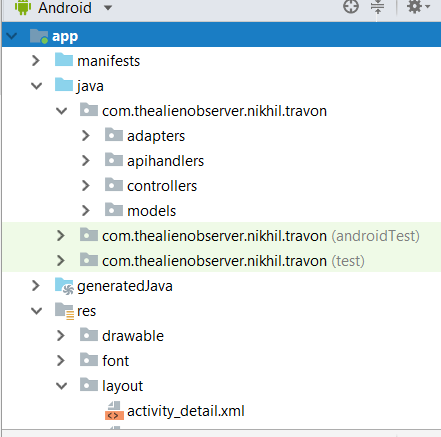 Android
app
manifests
java
com.thealienobserver.nikhil.travon
adapters
apihandlers
controllers
models
com.thealienobserver.nikhil.travon (androidTest)
com.thealienobserver.nikhil.travon (test)
generatedJava
res
drawable
font
layout
activity_detail.xml